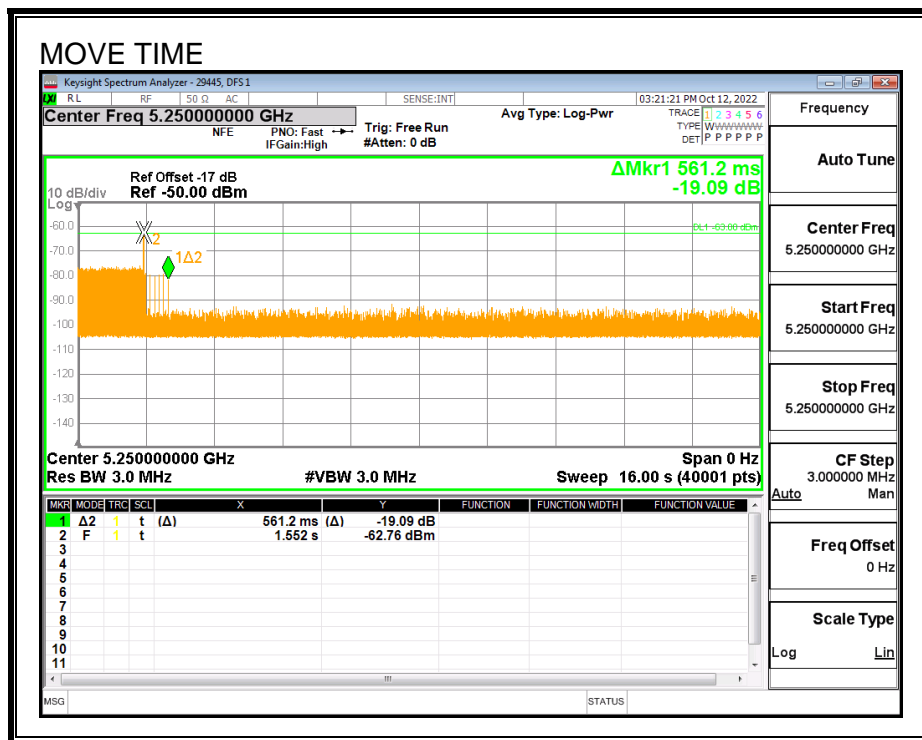 MOVE TIME
Keysight Spectrum Analyzer - 29445, DFS 1
LXI RL RF 50 Ω AC SENSE:INT 03:21:21 PM Oct 12, 2022
Center Freq 5.250000000 GHz Avg Type: Log-Pwr TRACE 1 2 3 4 5 6
NFE PNO: Fast Trig: Free Run TYPE WWWWWW
IFGain:High #Atten: 0 dB DET P P P P P P
Ref Offset -17 dB ΔMkr1 561.2 ms
10 dB/div Ref -50.00 dBm -19.09 dB
Log
-60.0
DL1 -63.00 dBm
2
-70.0
1Δ2
-80.0
-90.0
-100
-110
-120
-130
-140
Center 5.250000000 GHz Span 0 Hz
Res BW 3.0 MHz #VBW 3.0 MHz Sweep 16.00 s (40001 pts)
MKR MODE TRC SCL X Y FUNCTION FUNCTION WIDTH FUNCTION VALUE
1 Δ2 1 t (Δ) 561.2 ms (Δ) -19.09 dB
2 F 1 t 1.552 s -62.76 dBm
3
4
5
6
7
8
9
10
11
MSG STATUS
Frequency
Auto Tune
Center Freq
5.250000000 GHz
Start Freq
5.250000000 GHz
Stop Freq
5.250000000 GHz
CF Step
3.000000 MHz
Auto Man
Freq Offset
0 Hz
Scale Type
Log Lin